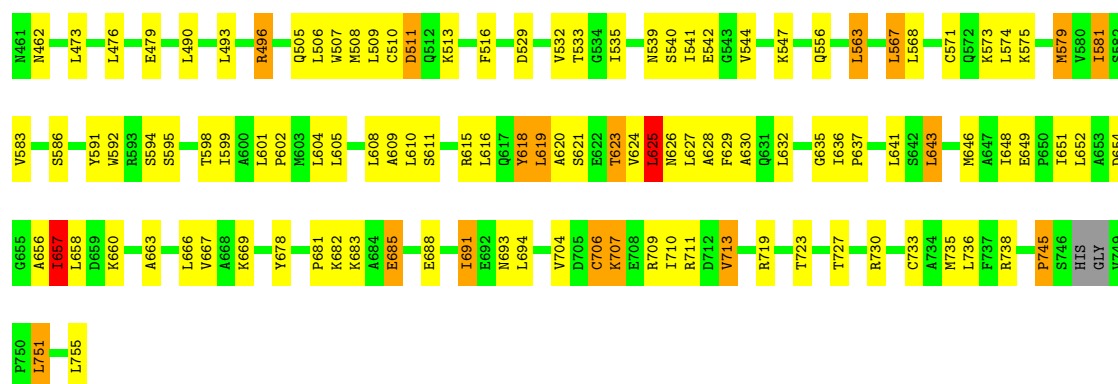 N461 N462 L473 L476 E479 L490 L493 R496 Q505 L506 W507 M508 L509 C510 D511 Q512 K513 F516 D529 V532 T533 G534 I535 N539 S540 I541 E542 G543 V544 K547 Q556 L563 L567 L568 C571 Q572 K573 L574 K575 M579 V580 I581 S582
V583 S586 Y591 W592 R593 S594 S595 T598 I599 A600 L601 P602 M603 L604 L605 L608 A609 L610 S611 R615 L616 Q617 Y618 L619 A620 S621 E622 T623 V624 L625 N626 L627 A628 F629 A630 Q631 L632 G635 I636 P637 L641 S642 L643 M646 A647 I648 E649 P650 I651 L652 A653 D654
G655 A656 I657 L658 D659 K660 A663 L666 V667 A668 K669 Y678 P681 K682 K683 A684 E685 E688 I691 E692 N693 L694 V704 D705 C706 K707 E708 R709 I710 R711 D712 V713 R719 T723 T727 R730 C733 A734 M735 L736 F737 R738 P745 S746 HIS GLY V749
P750 L751 L755